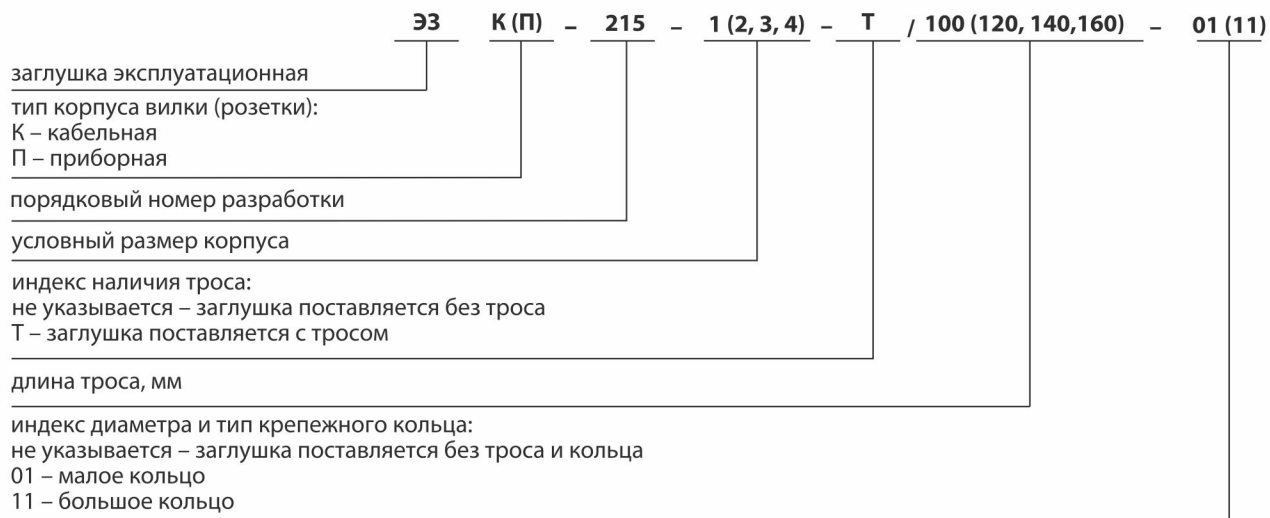 ЭЗ К (П) – 215 – 1 (2, 3, 4) – Т / 100 (120, 140,160) – 01 (11)
заглушка эксплуатационная
тип корпуса вилки (розетки):
К – кабельная
П – приборная
порядковый номер разработки
условный размер корпуса
индекс наличия троса:
не указывается – заглушка поставляется без троса
Т – заглушка поставляется с тросом
длина троса, мм
индекс диаметра и тип крепежного кольца:
не указывается – заглушка поставляется без троса и кольца
01 – малое кольцо
11 – большое кольцо